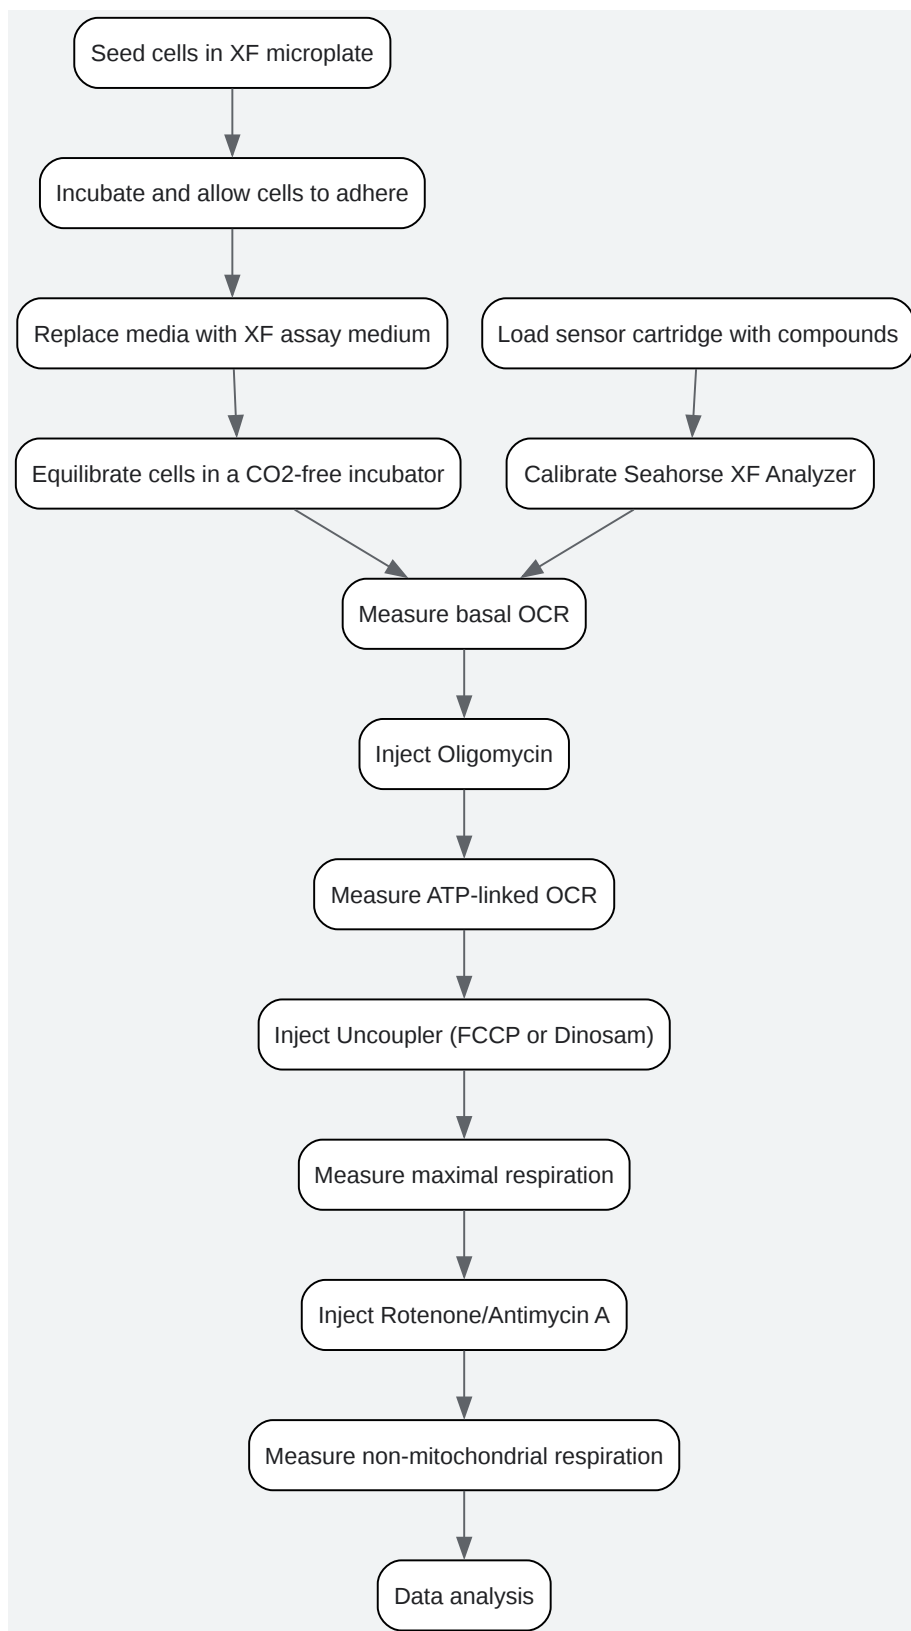 Seed cells in XF microplate
Incubate and allow cells to adhere
Replace media with XF assay medium
Load sensor cartridge with compounds
Equilibrate cells in a CO2-free incubator
Calibrate Seahorse XF Analyzer
Measure basal OCR
Inject Oligomycin
Measure ATP-linked OCR
Inject Uncoupler (FCCP or Dinosam)
Measure maximal respiration
Inject Rotenone/Antimycin A
Measure non-mitochondrial respiration
Data analysis